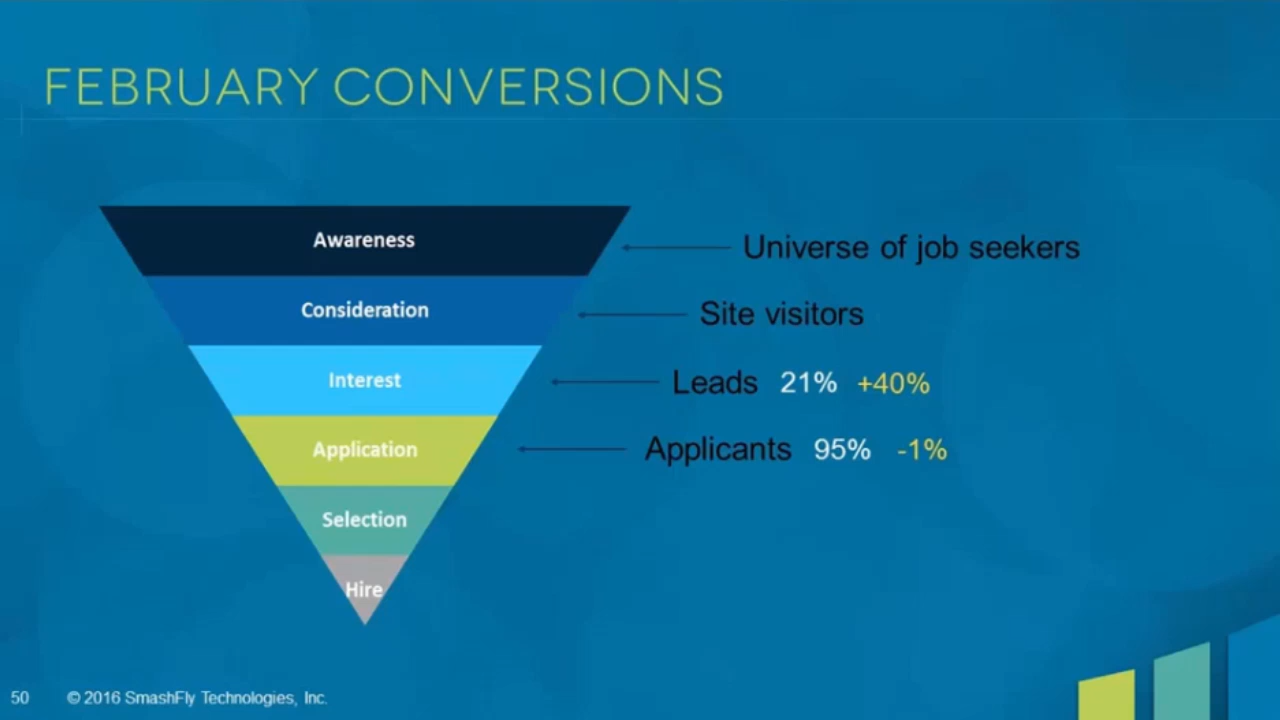 FEBRUARY CONVERSIONS
Awareness
Universe of job seekers
Consideration
Site visitors
Interest
Leads 21% +40%
Application
Applicants 95% -1%
Selection
Hire
50 © 2016 SmashFly Technologies, Inc.